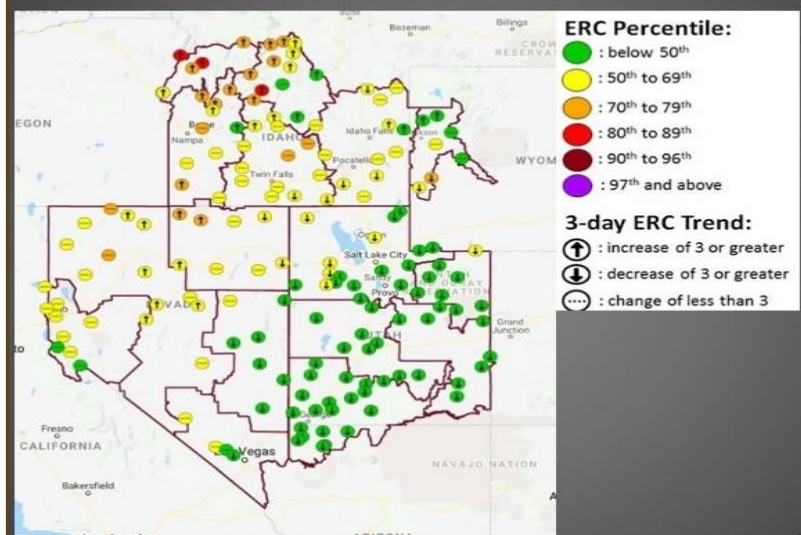 Bozeman
Billings
CROW
RESERVAT
EGON
Nampa
IDAHO
Idaho Falls
Pocatello
WYOM
Twin Falls
Ogden
Salt Lake City
Sandy
Provo
UTAH
NEVAD
Grand
Junction
to
Fresno
CALIFORNIA
Vegas
Bakersfield
NAVAJO NATION
A
ERC Percentile:
: below 50th
: 50th to 69th
: 70th to 79th
: 80th to 89th
: 90th to 96th
: 97th and above
3-day ERC Trend:
: increase of 3 or greater
: decrease of 3 or greater
: change of less than 3